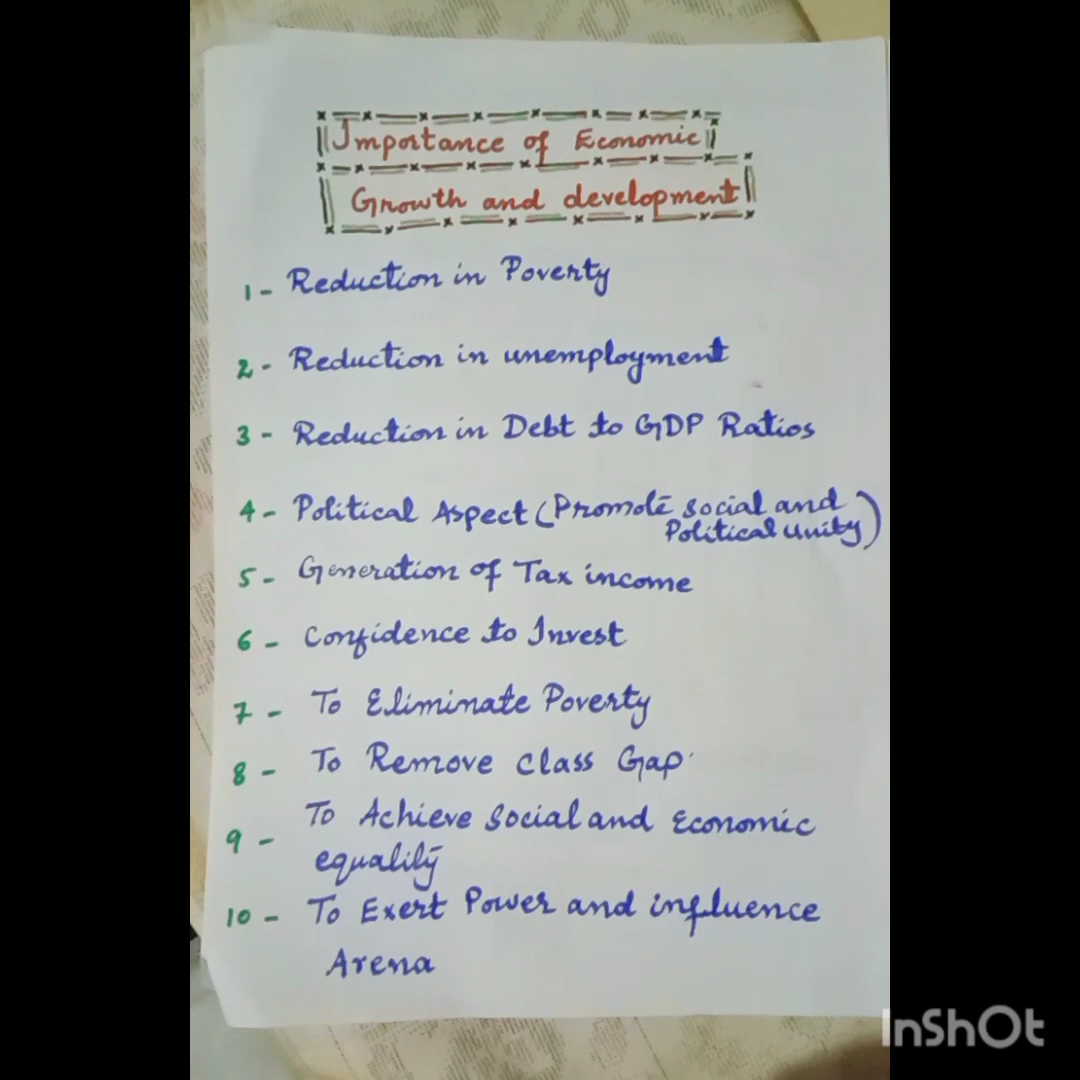 Importance of Economic
Growth and development
1- Reduction in Poverty
2- Reduction in unemployment
3- Reduction in Debt to GDP Ratios
4- Political Aspect (Promote social and
Political unity)
5- Generation of Tax income
6- Confidence to Invest
7- To Eliminate Poverty
8- To Remove class Gap
9- To Achieve Social and Economic
equality
10- To Exert Power and influence
Arena
InShOt